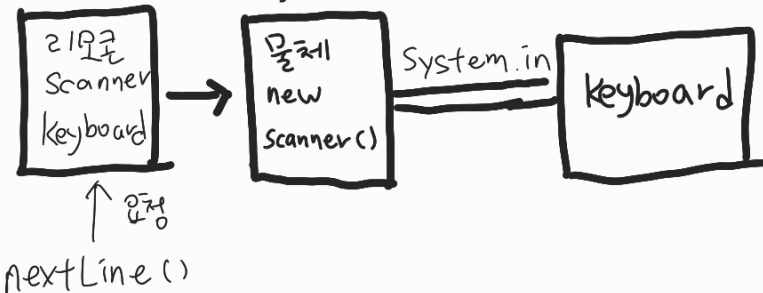 리모콘
Scanner
keyboard
물체
new
scanner()
System.in
keyboard
요청
nextLine()